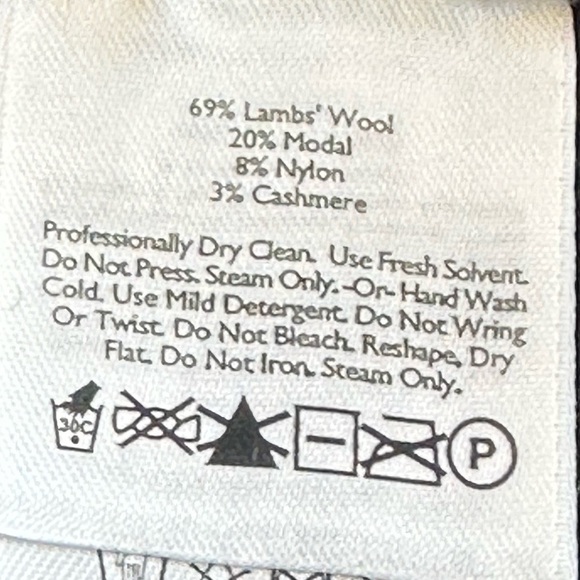 69% Lambs' Wool
20% Modal
8% Nylon
3% Cashmere
Professionally Dry Clean. Use Fresh Solvent.
Do Not Press. Steam Only.-Or- Hand Wash
Cold. Use Mild Detergent. Do Not Wring
Or Twist. Do Not Bleach. Reshape, Dry
Flat. Do Not Iron. Steam Only.
30C P